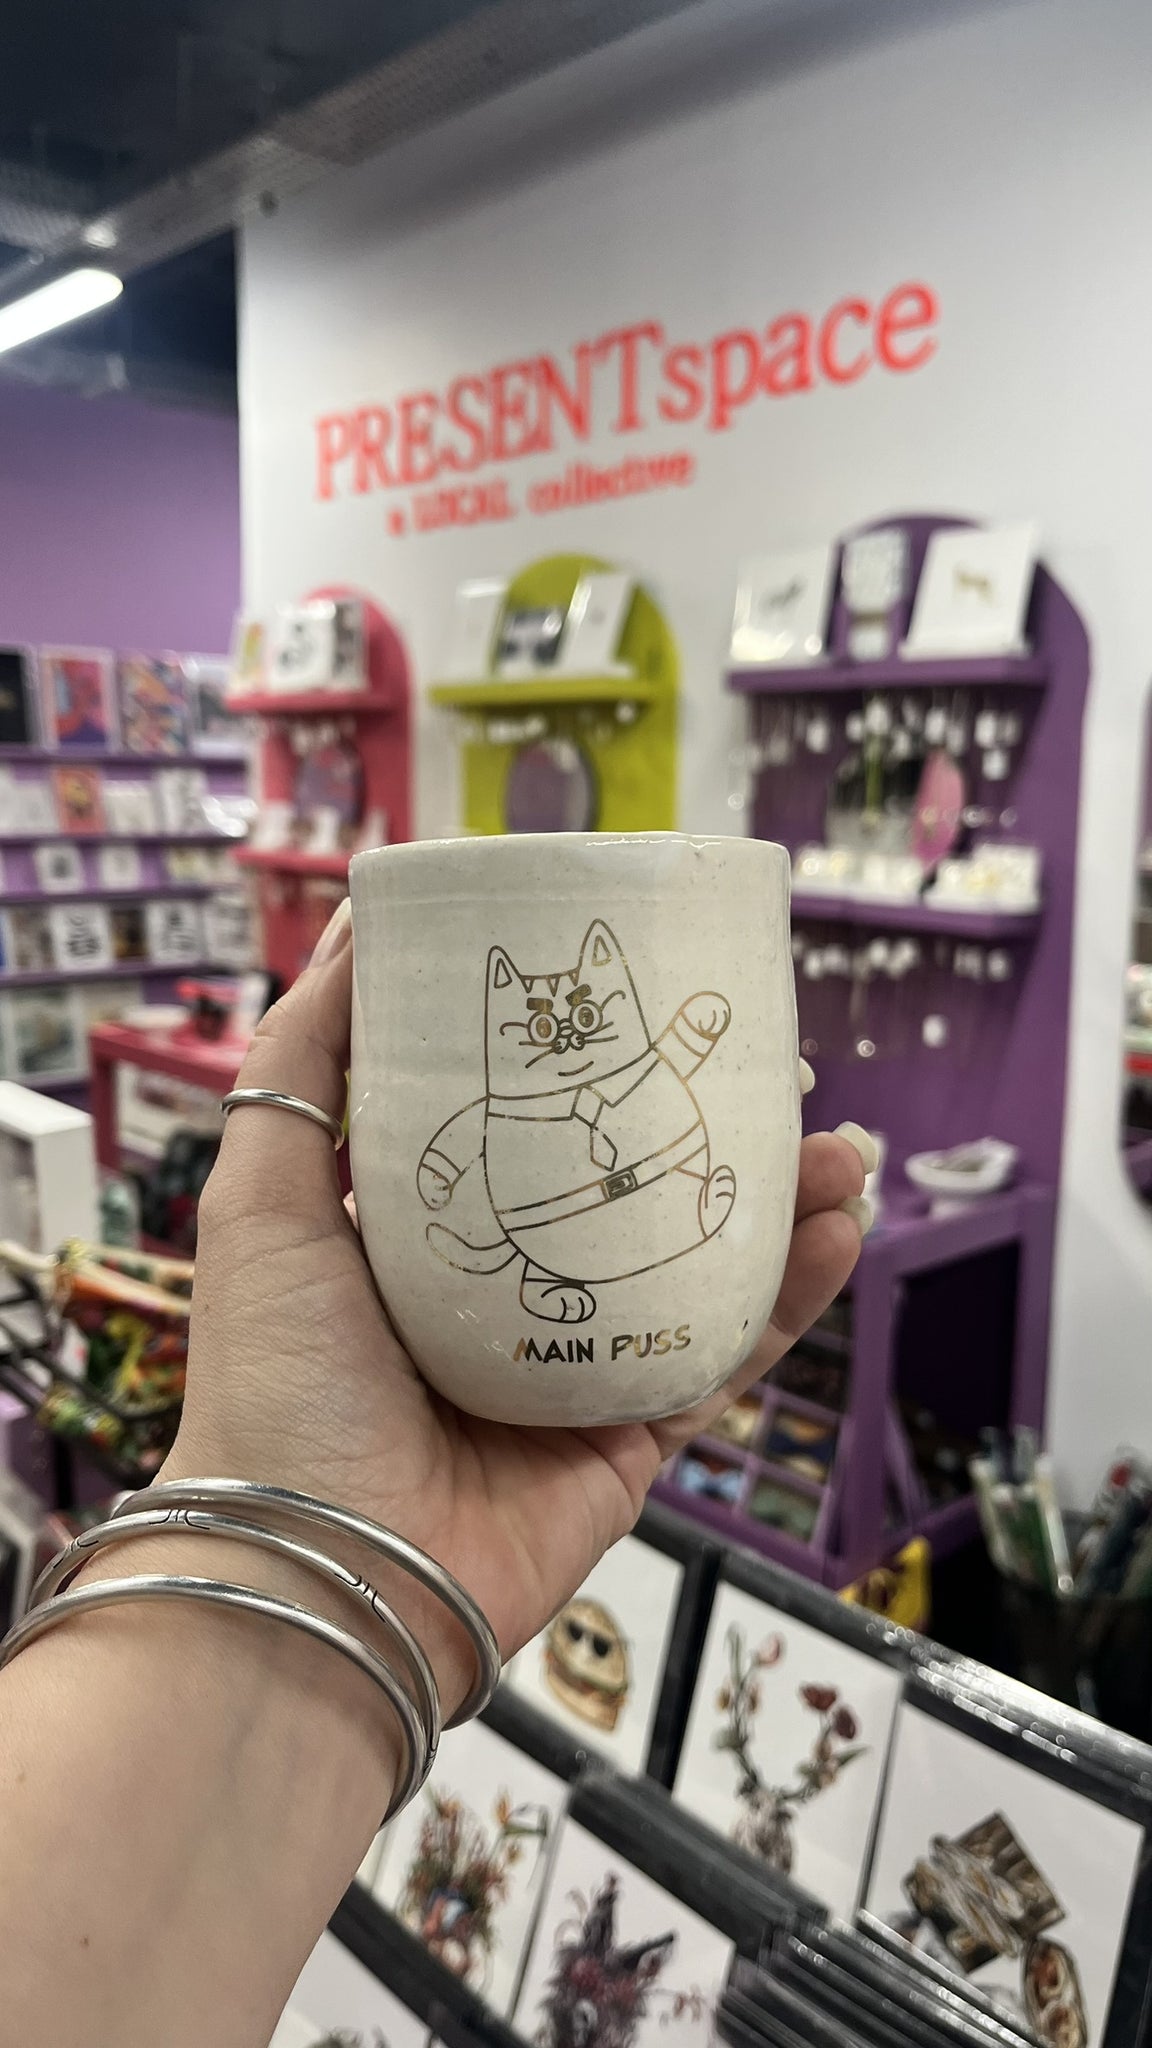 PRESENTspace
a LOCAL collective
MAIN PUSS